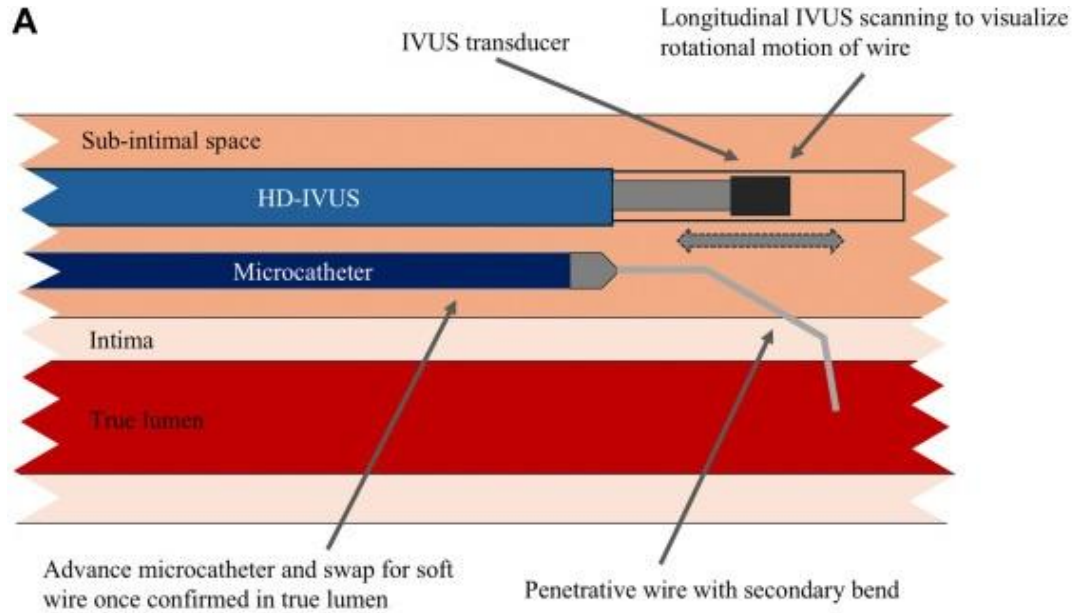 A
IVUS transducer
Longitudinal IVUS scanning to visualize
rotational motion of wire
Sub-intimal space
HD-IVUS
Microcatheter
Intima
True lumen
Advance microcatheter and swap for soft
wire once confirmed in true lumen
Penetrative wire with secondary bend